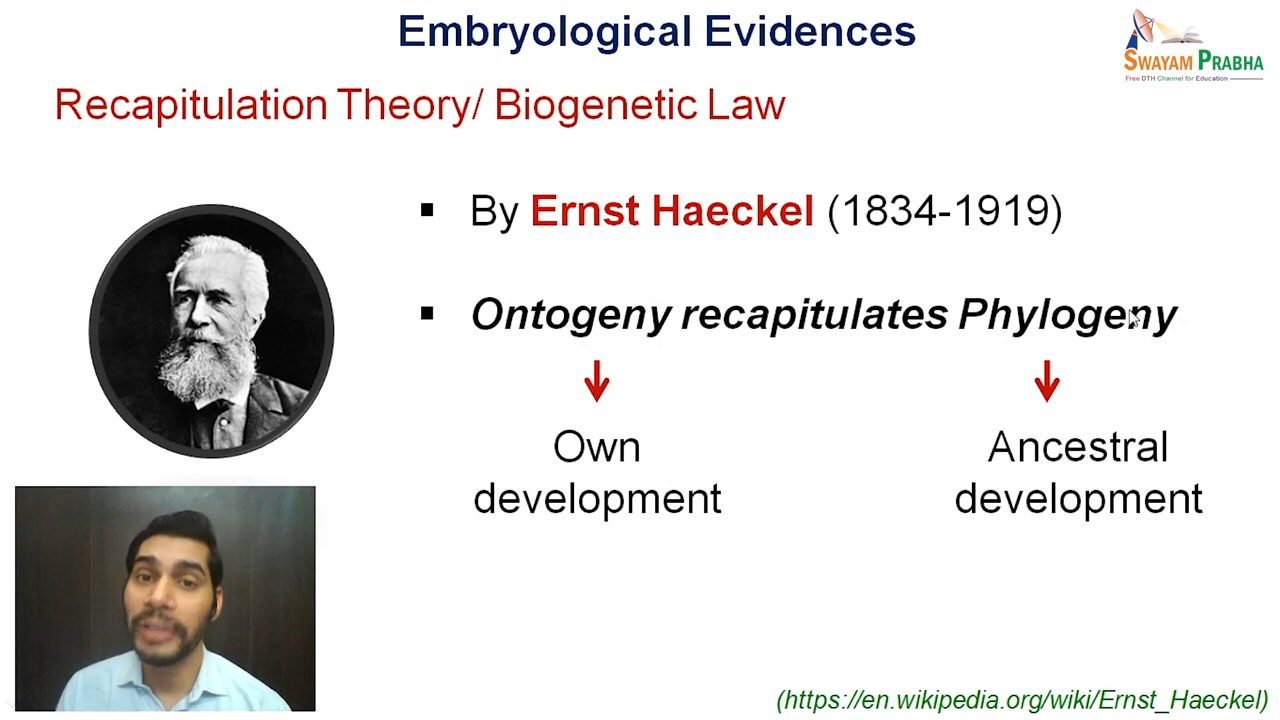 Embryological Evidences
SWAYAM PRABHA
Free DTH Channel for Education
Recapitulation Theory/ Biogenetic Law
▪ By Ernst Haeckel (1834-1919)
▪ Ontogeny recapitulates Phylogeny
Own development
Ancestral development
(https://en.wikipedia.org/wiki/Ernst_Haeckel)